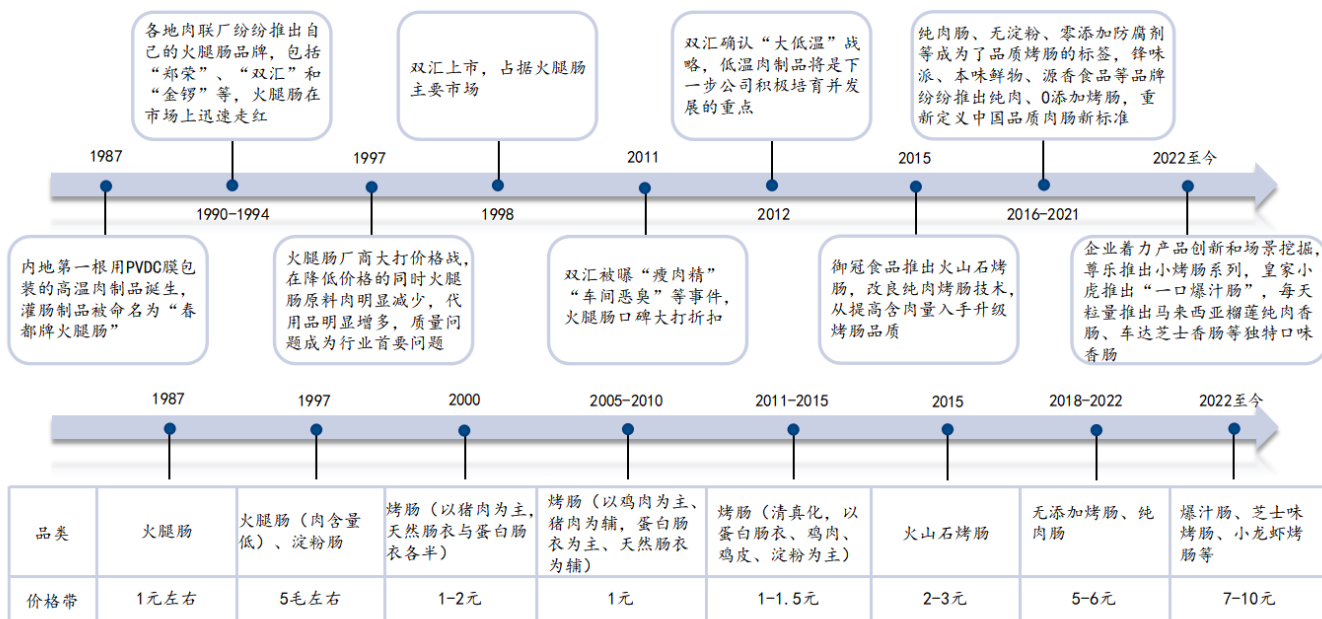 各地肉联厂纷纷推出
自己的火腿肠品牌，包括
“郑荣”、“双汇”和
“金锣”等，火腿肠在
市场上迅速走红
双汇上市，占据火腿肠
主要市场
双汇确认“大低温”战
略，低温肉制品将是下
一步公司积极培育并发
展的重点
纯肉肠、无淀粉、零添加防腐剂
等成为了品质烤肠的标签，锋味
派、本味鲜物、源香食品等品牌
纷纷推出纯肉、0添加烤肠，重
新定义中国品质肉肠新标准
1987
1997
2011
2015
2022至今
1990-1994
1998
2012
2016-2021
内地第一根用PVDC膜包
装的高温肉制品诞生，
灌肠制品被命名为“春
都牌火腿肠”
火腿肠厂商大打价格战，
在降低价格的同时火腿
肠原料肉明显减少，代
用品明显增多，质量问
题成为行业首要问题
双汇被曝“瘦肉精”
“车间恶臭”等事件，
火腿肠口碑大打折扣
御冠食品推出火山石烤
肠，改良纯肉烤肠技术，
从提高含肉量入手升级
烤肠品质
企业着力产品创新和场景挖掘，
尊乐推出小烤肠系列，皇家小
虎推出“一口爆汁肠”，每天
粒量推出马来西亚榴莲纯肉香
肠、车达芝士香肠等独特口味
香肠
1987
1997
2000
2005-2010
2011-2015
2015
2018-2022
2022至今
品类
火腿肠
火腿肠（肉含量
低）、淀粉肠
烤肠（以猪肉为主，
天然肠衣与蛋白肠
衣各半）
烤肠（以鸡肉为主、
猪肉为辅，蛋白肠
衣为主、天然肠衣
为辅）
烤肠（清真化，以
蛋白肠衣、鸡肉、
鸡皮、淀粉为主）
火山石烤肠
无添加烤肠、纯
肉肠
爆汁肠、芝士味
烤肠、小龙虾烤
肠等
价格带
1元左右
5毛左右
1-2元
1元
1-1.5元
2-3元
5-6元
7-10元